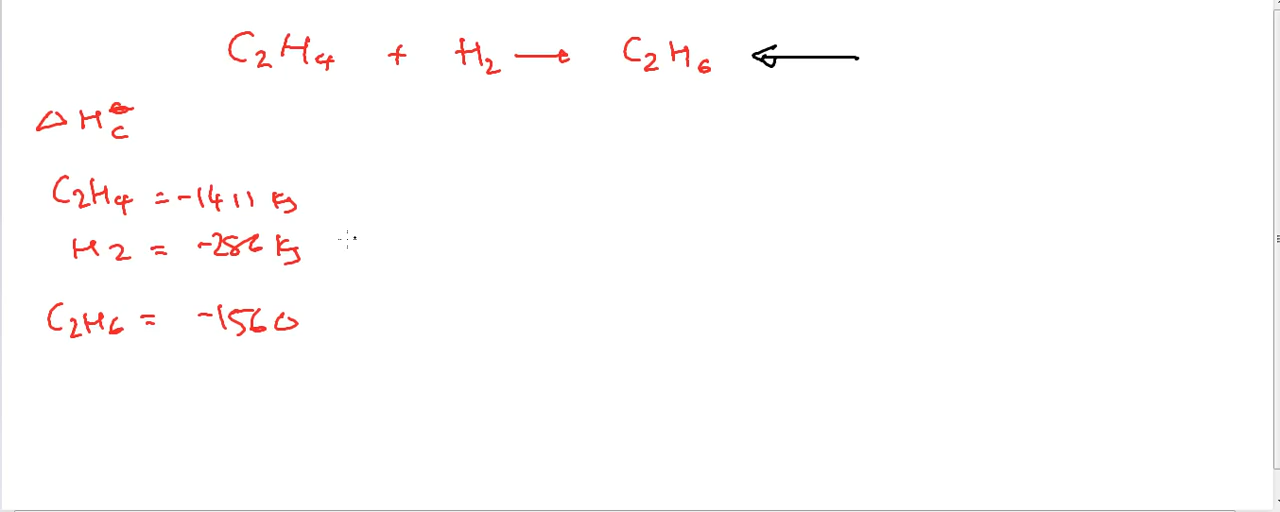 C₂H₄ + H₂ → C₂H₆ ←
ΔH°c
C₂H₄ = -1411 kJ
H2 = -286 kJ
C₂H₆ = -1560